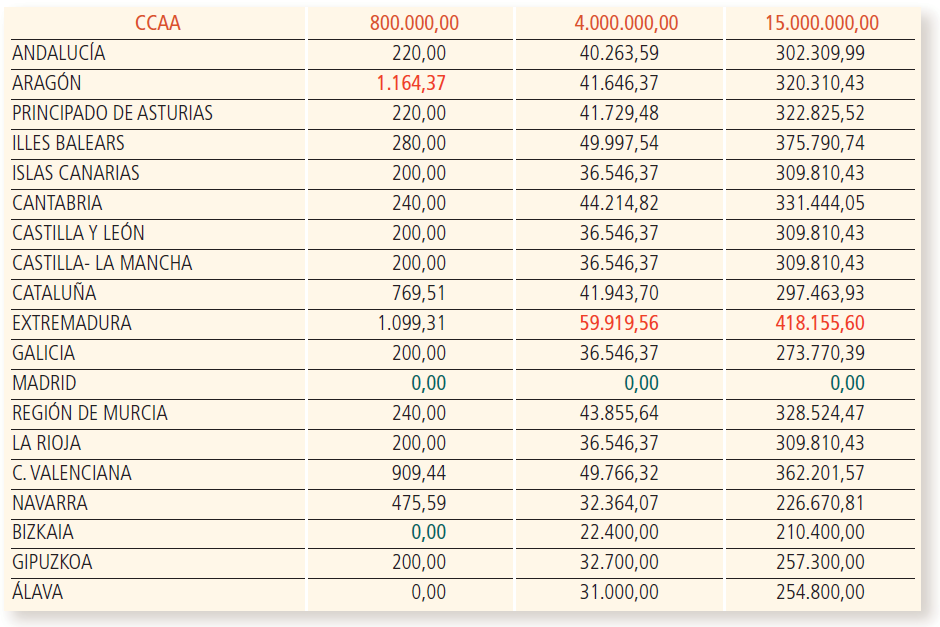 CCAA 800.000,00 4.000.000,00 15.000.000,00
ANDALUCÍA 220,00 40.263,59 302.309,99
ARAGÓN 1.164,37 41.646,37 320.310,43
PRINCIPADO DE ASTURIAS 220,00 41.729,48 322.825,52
ILLES BALEARS 280,00 49.997,54 375.790,74
ISLAS CANARIAS 200,00 36.546,37 309.810,43
CANTABRIA 240,00 44.214,82 331.444,05
CASTILLA Y LEÓN 200,00 36.546,37 309.810,43
CASTILLA- LA MANCHA 200,00 36.546,37 309.810,43
CATALUÑA 769,51 41.943,70 297.463,93
EXTREMADURA 1.099,31 59.919,56 418.155,60
GALICIA 200,00 36.546,37 273.770,39
MADRID 0,00 0,00 0,00
REGIÓN DE MURCIA 240,00 43.855,64 328.524,47
LA RIOJA 200,00 36.546,37 309.810,43
C. VALENCIANA 909,44 49.766,32 362.201,57
NAVARRA 475,59 32.364,07 226.670,81
BIZKAIA 0,00 22.400,00 210.400,00
GIPUZKOA 200,00 32.700,00 257.300,00
ÁLAVA 0,00 31.000,00 254.800,00